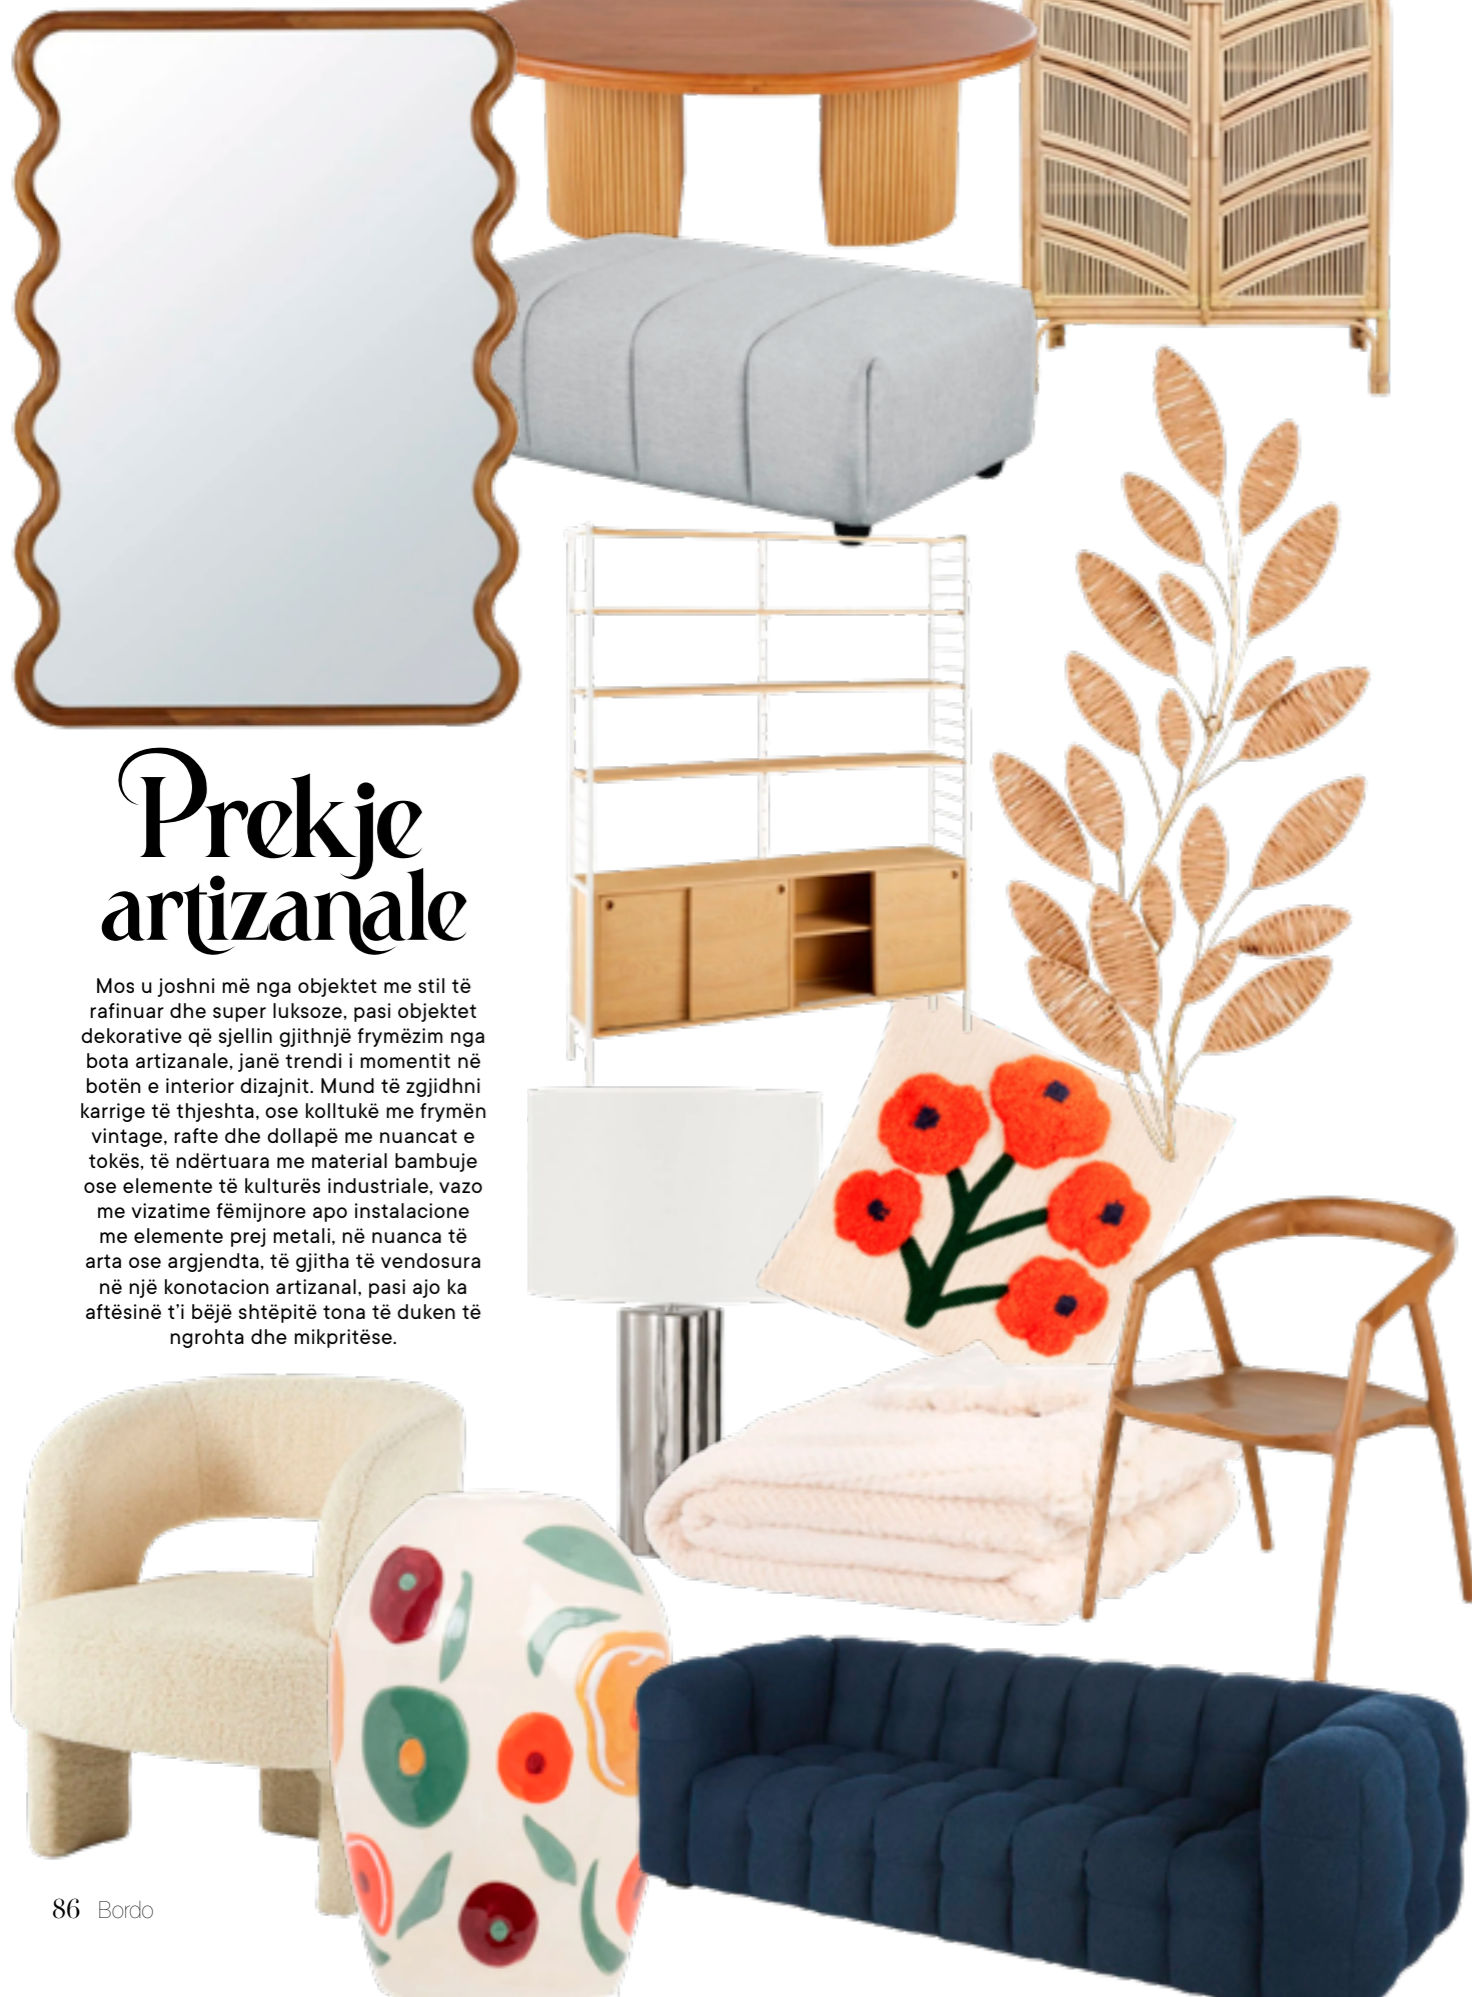 Prekje
artizanale
Mos u joshni më nga objektet me stil të
rafinuar dhe super luksoze, pasi objektet
dekorative që sjellin gjithnjë frymëzim nga
bota artizanale, janë trendi i momentit në
botën e interior dizajnit. Mund të zgjidhni
karrige të thjeshta, ose kolltukë me frymën
vintage, rafte dhe dollapë me nuancat e
tokës, të ndërtuara me material bambuje
ose elemente të kulturës industriale, vazo
me vizatime fëmijnore apo instalacione
me elemente prej metali, në nuanca të
arta ose argjendta, të gjitha të vendosura
në një konotacion artizanal, pasi ajo ka
aftësinë t'i bëjë shtëpitë tona të duken të
ngrohta dhe mikpritëse.
86 Bordo